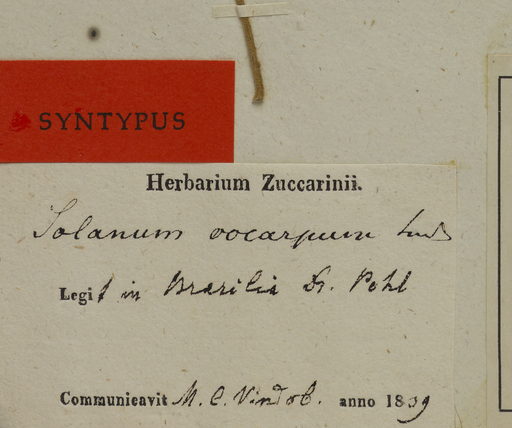 SYNTYPUS
Herbarium Zuccarinii.
Solanum oocarpum
Legit in Brasilia Dr. Pohl
Communicavit M. C. Vindob. anno 1839